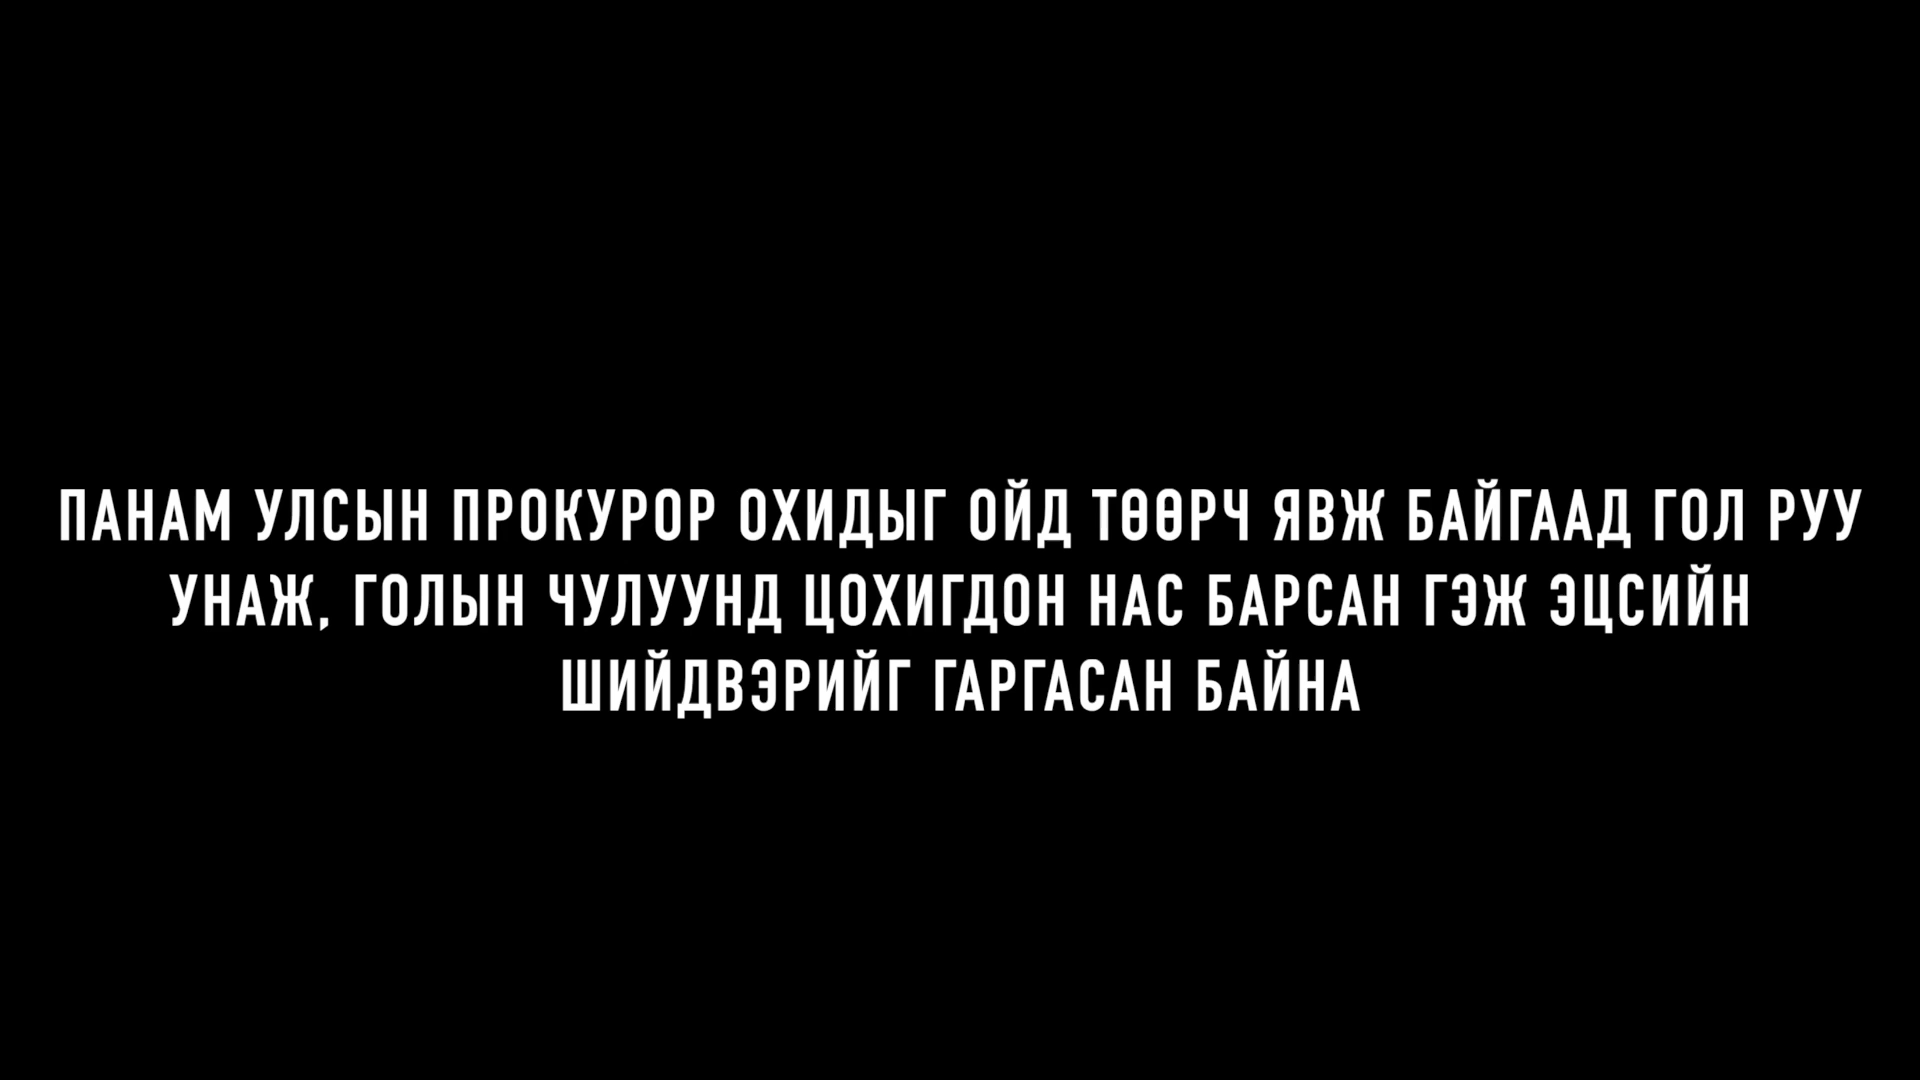 ПАНАМ УЛСЫН ПРОКУРОР ОХИДЫГ ОЙД ТӨӨРЧ ЯВЖ БАЙГААД ГОЛ РУУ
УНАЖ, ГОЛЫН ЧУЛУУНД ЦОХИГДОН НАС БАРСАН ГЭЖ ЭЦСИЙН
ШИЙДВЭРИЙГ ГАРГАСАН БАЙНА